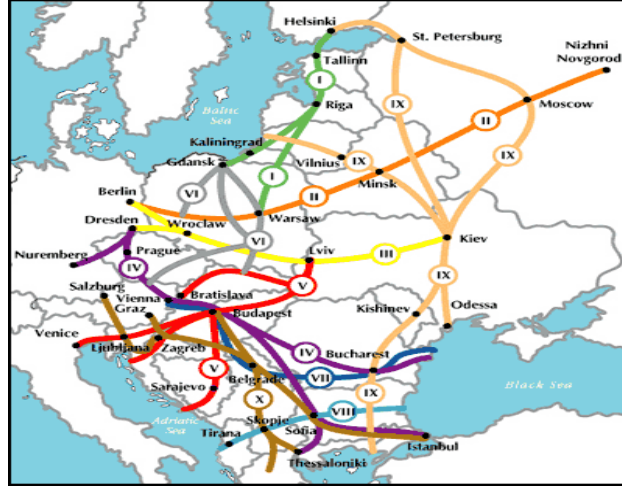 Helsinki
St. Petersburg
Nizhni
Novgorod
Tallinn
I
Riga
IX
Moscow
II
Baltic
Sea
Kaliningrad
Gdansk
Vilnius
IX
IX
Minsk
I
VI
Berlin
II
Warsaw
Dresden
Wroclaw
VI
Lviv
III
Kiev
Nuremberg
Prague
IV
V
IX
Salzburg
Vienna
Bratislava
Graz
Budapest
Kishinev
Odessa
Venice
Ljubljana
Zagreb
IV
Bucharest
V
Belgrade
VII
Sarajevo
Black Sea
X
IX
VIII
Adriatic
Sea
Skopje
Sofia
Tirana
Istanbul
Thessaloniki